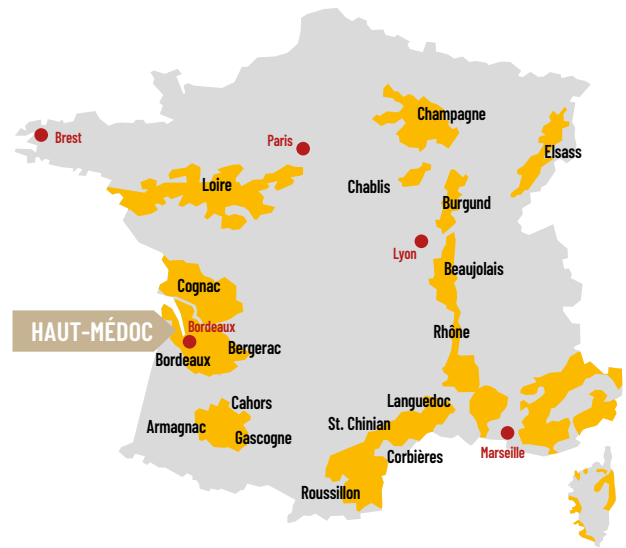 Champagne
Brest
Paris
Elsass
Loire
Chablis
Burgund
Lyon
Beaujolais
Cognac
HAUT-MÉDOC
Bordeaux
Rhône
Bergerac
Bordeaux
Languedoc
Cahors
St. Chinian
Armagnac
Gascogne
Marseille
Corbières
Roussillon